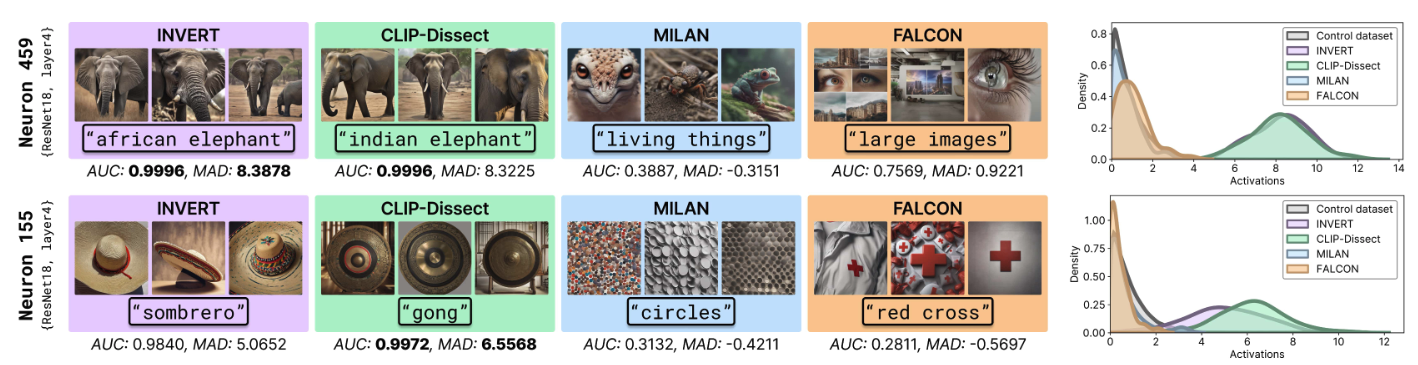 Neuron 459
{ResNet18, layer4}
INVERT
"african elephant"
AUC: 0.9996, MAD: 8.3878
CLIP-Dissect
"indian elephant"
AUC: 0.9996, MAD: 8.3225
MILAN
"living things"
AUC: 0.3887, MAD: -0.3151
FALCON
"large images"
AUC: 0.7569, MAD: 0.9221
Density
0.8
0.6
0.4
0.2
0.0
Control dataset
INVERT
CLIP-Dissect
MILAN
FALCON
0 2 4 6 8 10 12 14
Activations
Neuron 155
{ResNet18, layer4}
INVERT
"sombrero"
AUC: 0.9840, MAD: 5.0652
CLIP-Dissect
"gong"
AUC: 0.9972, MAD: 6.5568
MILAN
"circles"
AUC: 0.3132, MAD: -0.4211
FALCON
"red cross"
AUC: 0.2811, MAD: -0.5697
Density
1.00
0.75
0.50
0.25
0.00
Control dataset
INVERT
CLIP-Dissect
MILAN
FALCON
0 2 4 6 8 10 12
Activations